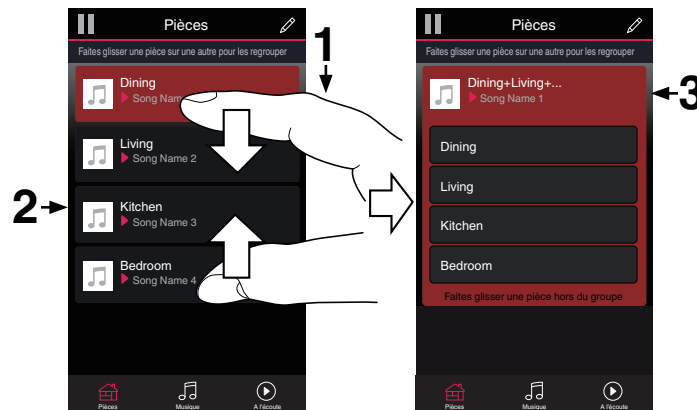 Pièces
Faites glisser une pièce sur une autre pour les regrouper
1
Dining
Song Nam
Living
Song Name 2
2
Kitchen
Song Name 3
Bedroom
Song Name 4
Pièces
Musique
A l'écoute
Pièces
Faites glisser une pièce sur une autre pour les regrouper
Dining+Living+...
Song Name 1
3
Dining
Living
Kitchen
Bedroom
Faites glisser une pièce hors du groupe
Pièces
Musique
A l'écoute